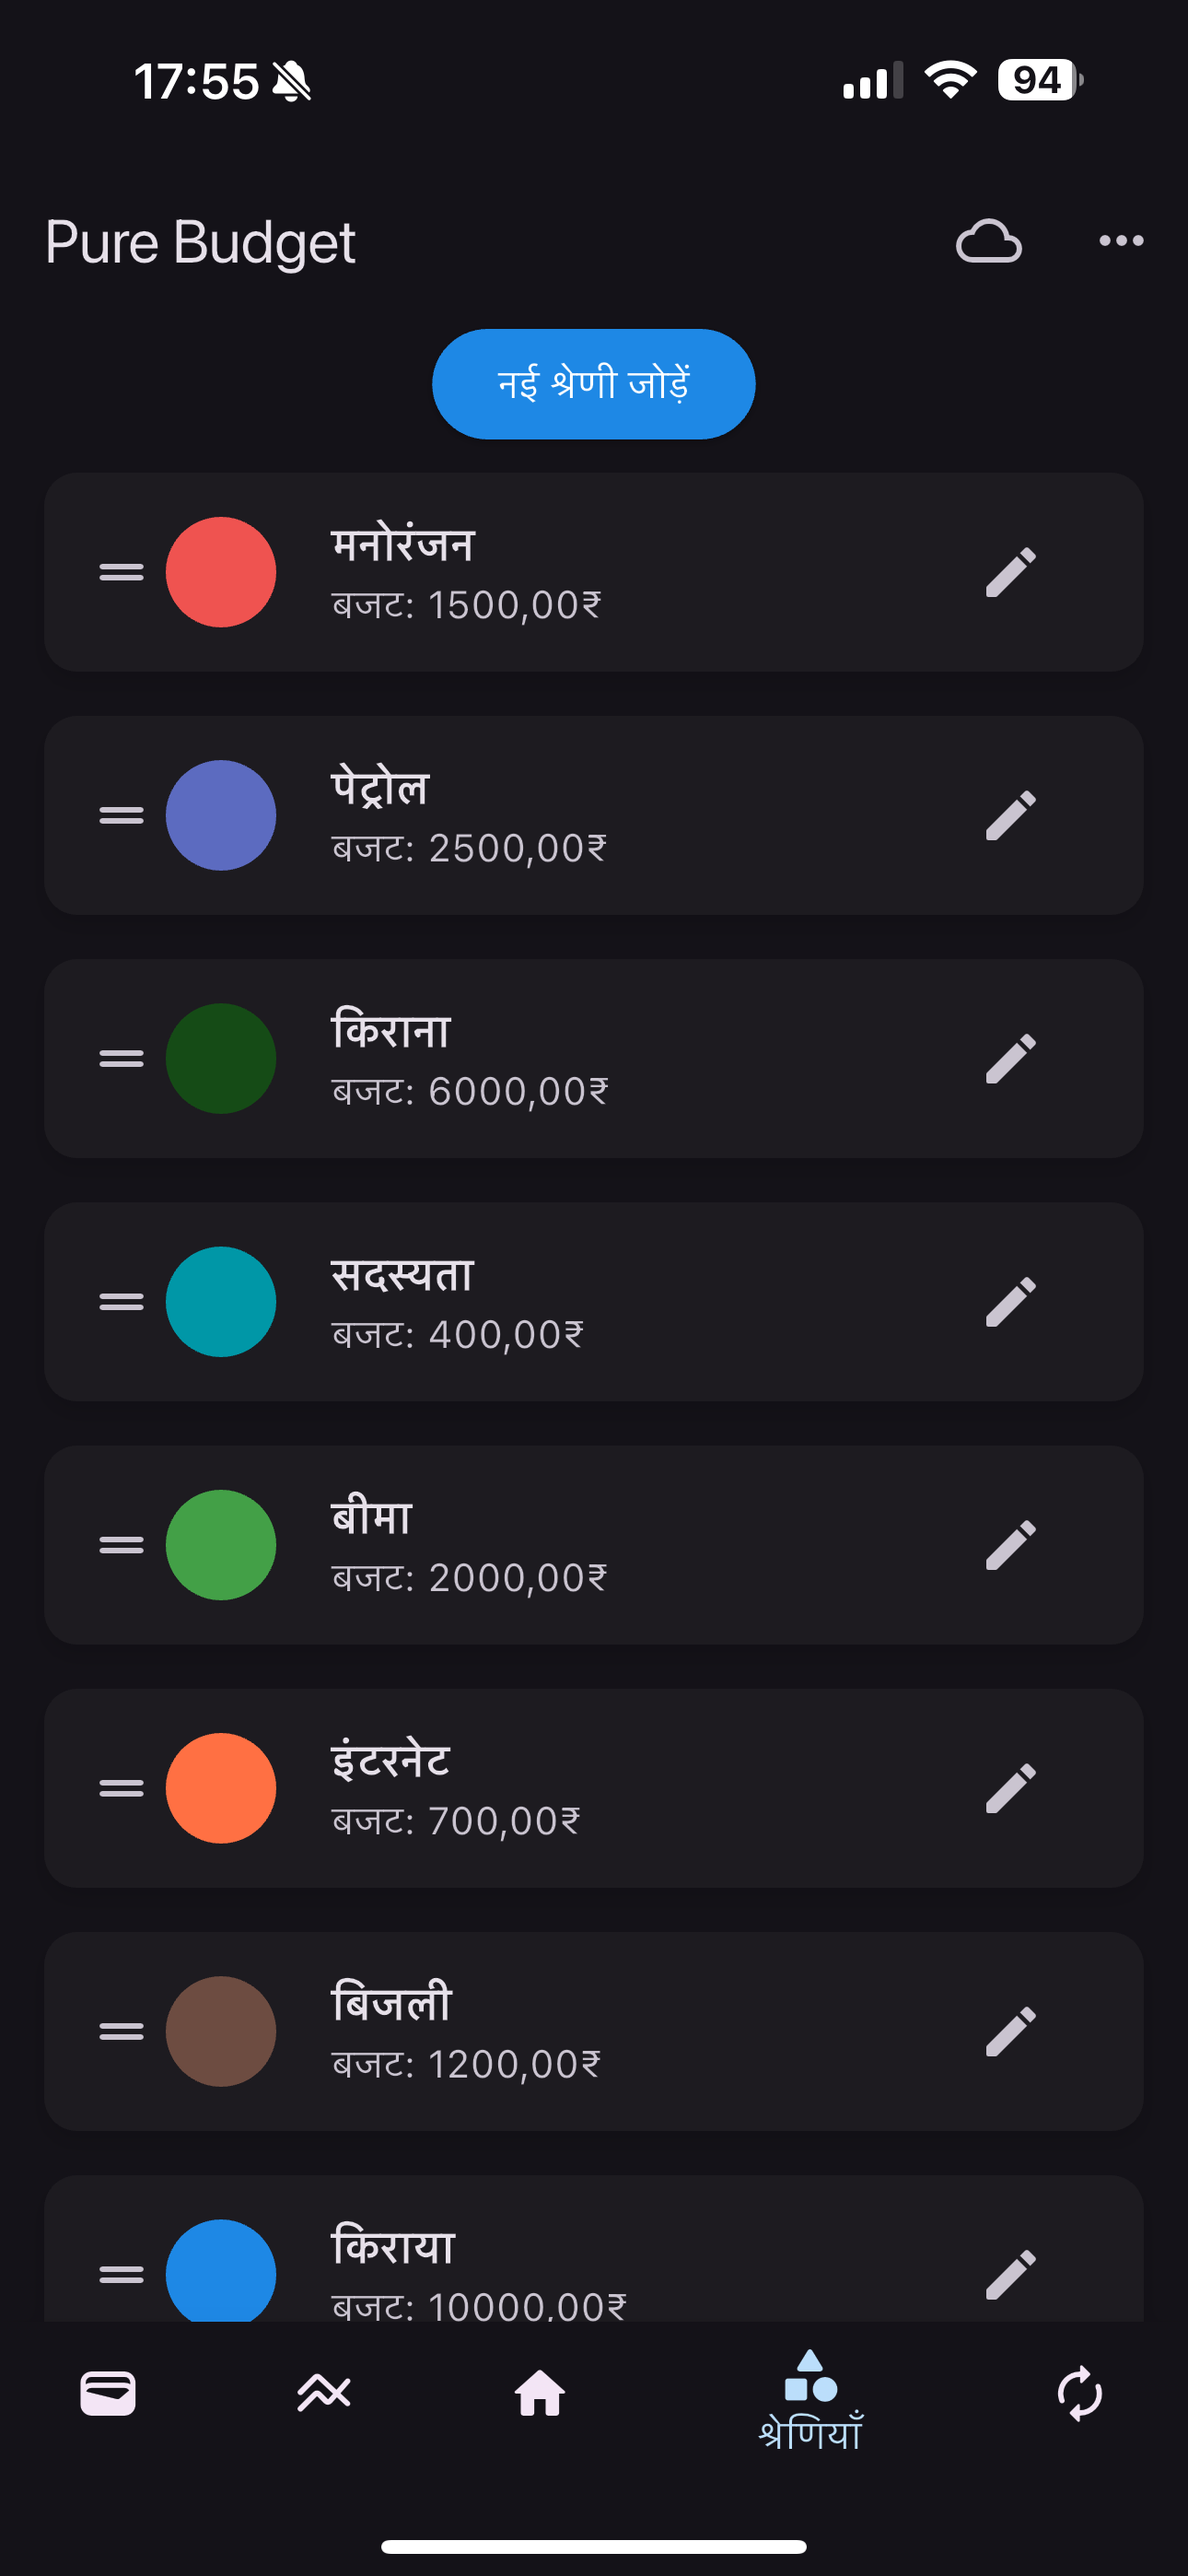 17:55
94
Pure Budget
नई श्रेणी जोड़ें
मनोरंजन
बजट: 1500,00₹
पेट्रोल
बजट: 2500,00₹
किराना
बजट: 6000,00₹
सदस्यता
बजट: 400,00₹
बीमा
बजट: 2000,00₹
इंटरनेट
बजट: 700,00₹
बिजली
बजट: 1200,00₹
किराया
बजट: 10000,00₹
श्रेणियाँ